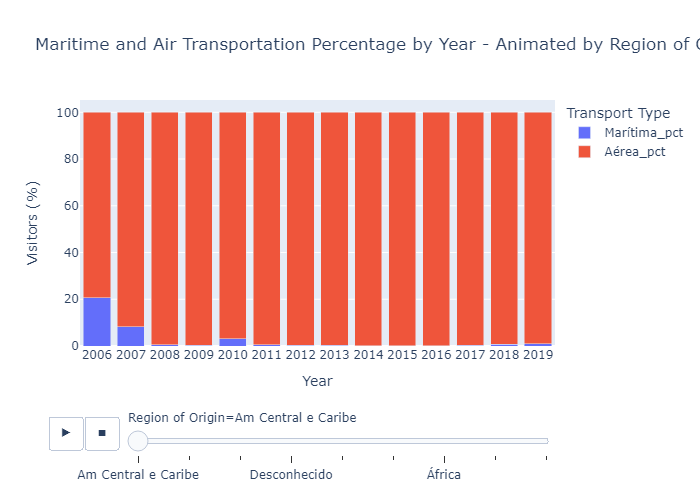 Maritime and Air Transportation Percentage by Year - Animated by Region of
Transport Type
Marítima_pct
Aérea_pct
Visitors (%)
100
80
60
40
20
0
2006 2007 2008 2009 2010 2011 2012 2013 2014 2015 2016 2017 2018 2019
Year
Region of Origin=Am Central e Caribe
Am Central e Caribe Desconhecido África